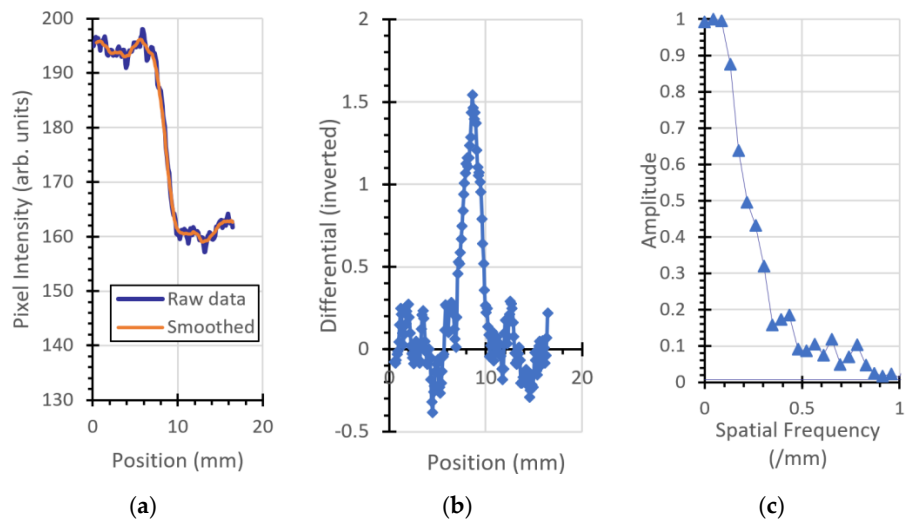 200
190
180
170
160
150
140
130
0
10
20
Pixel Intensity (arb. units)
Raw data
Smoothed
Position (mm)
(a)
2
1.5
1
0.5
0
-0.5
0
10
20
Differential (inverted)
Position (mm)
(b)
1
0.9
0.8
0.7
0.6
0.5
0.4
0.3
0.2
0.1
0
0
0.5
1
Amplitude
Spatial Frequency
(/mm)
(c)